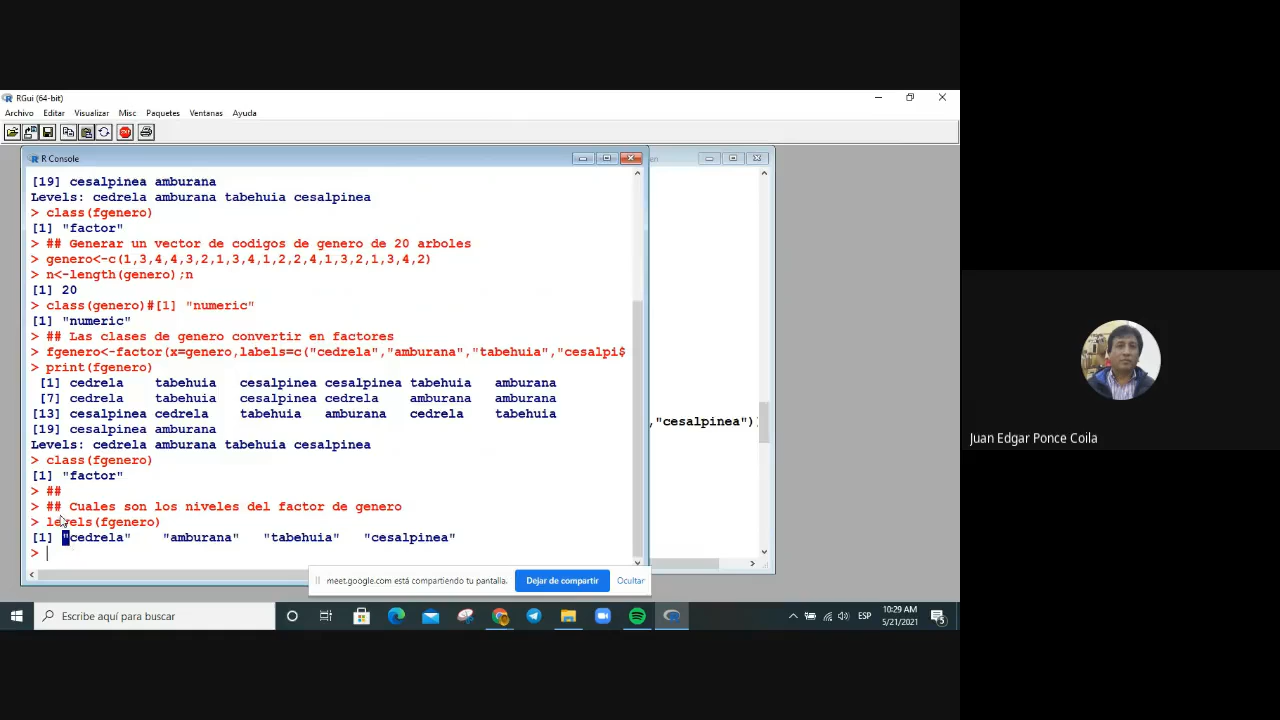 RGui (64-bit)
Archivo Editar Visualizar Misc Paquetes Ventanas Ayuda
R Console
[19] cesalpinea amburana
Levels: cedrela amburana tabehuia cesalpinea
> class(fgenero)
[1] "factor"
> ## Generar un vector de codigos de genero de 20 arboles
> genero<-c(1,3,4,4,3,2,1,3,4,1,2,2,4,1,3,2,1,3,4,2)
> n<-length(genero);n
[1] 20
> class(genero)#[1] "numeric"
[1] "numeric"
> ## Las clases de genero convertir en factores
> fgenero<-factor(x=genero,labels=c("cedrela","amburana","tabehuia","cesalpi$
> print(fgenero)
[1] cedrela tabehuia cesalpinea cesalpinea tabehuia amburana
[7] cedrela tabehuia cesalpinea cedrela amburana amburana
[13] cesalpinea cedrela tabehuia amburana cedrela tabehuia
[19] cesalpinea amburana
Levels: cedrela amburana tabehuia cesalpinea
> class(fgenero)
[1] "factor"
> ##
> ## Cuales son los niveles del factor de genero
> levels(fgenero)
[1] "cedrela" "amburana" "tabehuia" "cesalpinea"
>
,"cesalpinea")
meet.google.com está compartiendo tu pantalla. Dejar de compartir Ocultar
Escribe aquí para buscar
ESP
10:29 AM
5/21/2021
5
Juan Edgar Ponce Coila